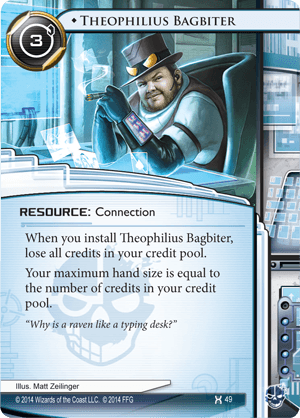 • THEOPHILIUS BAGBITER
3
RESOURCE: Connection
When you install Theophilius Bagbiter,
lose all credits in your credit pool.
Your maximum hand size is equal to
the number of credits in your credit
pool.
“Why is a raven like a typing desk?”
Illus. Matt Zeilinger
© 2014 Wizards of the Coast LLC. © 2014 FFG
49